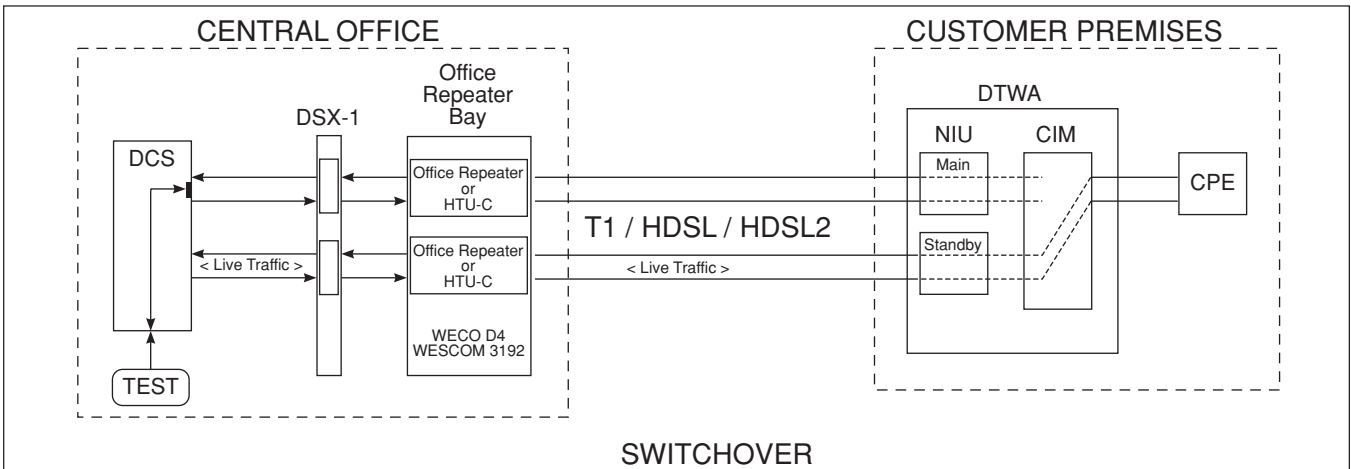 CENTRAL OFFICE
CUSTOMER PREMISES
Office
Repeater
Bay
DSX-1
DCS
Office Repeater
or
HTU-C
Office Repeater
or
HTU-C
< Live Traffic >
WECO D4
WESCOM 3192
TEST
T1 / HDSL / HDSL2
< Live Traffic >
DTWA
NIU
CIM
Main
Standby
CPE
SWITCHOVER